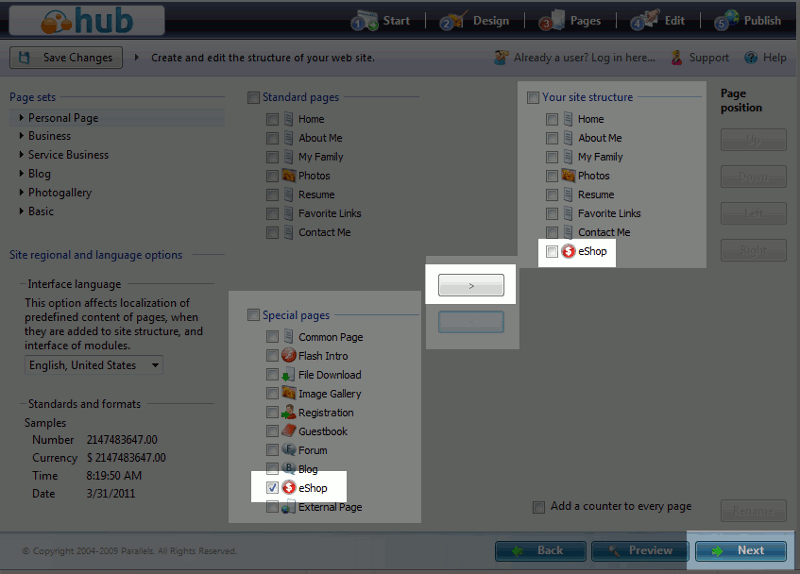 hub
1 Start
2 Design
3 Pages
4 Edit
5 Publish
Save Changes
Create and edit the structure of your web site.
Already a user? Log in here...
Support
Help
Page sets
Personal Page
Business
Service Business
Blog
Photogallery
Basic
Site regional and language options
Interface language
This option affects localization of
predefined content of pages, when
they are added to site structure, and
interface of modules.
English, United States
Standards and formats
Samples
Number 2147483647.00
Currency $ 2147483647.00
Time 8:19:50 AM
Date 3/31/2011
Standard pages
Home
About Me
My Family
Photos
Resume
Favorite Links
Contact Me
Special pages
Common Page
Flash Intro
File Download
Image Gallery
Registration
Guestbook
Forum
Blog
eShop
External Page
>
Your site structure
Home
About Me
My Family
Photos
Resume
Favorite Links
Contact Me
eShop
Page
position
Up
Down
Left
Right
Add a counter to every page
Rename
© Copyright 2004-2009 Parallels. All Rights Reserved.
Back
Preview
Next